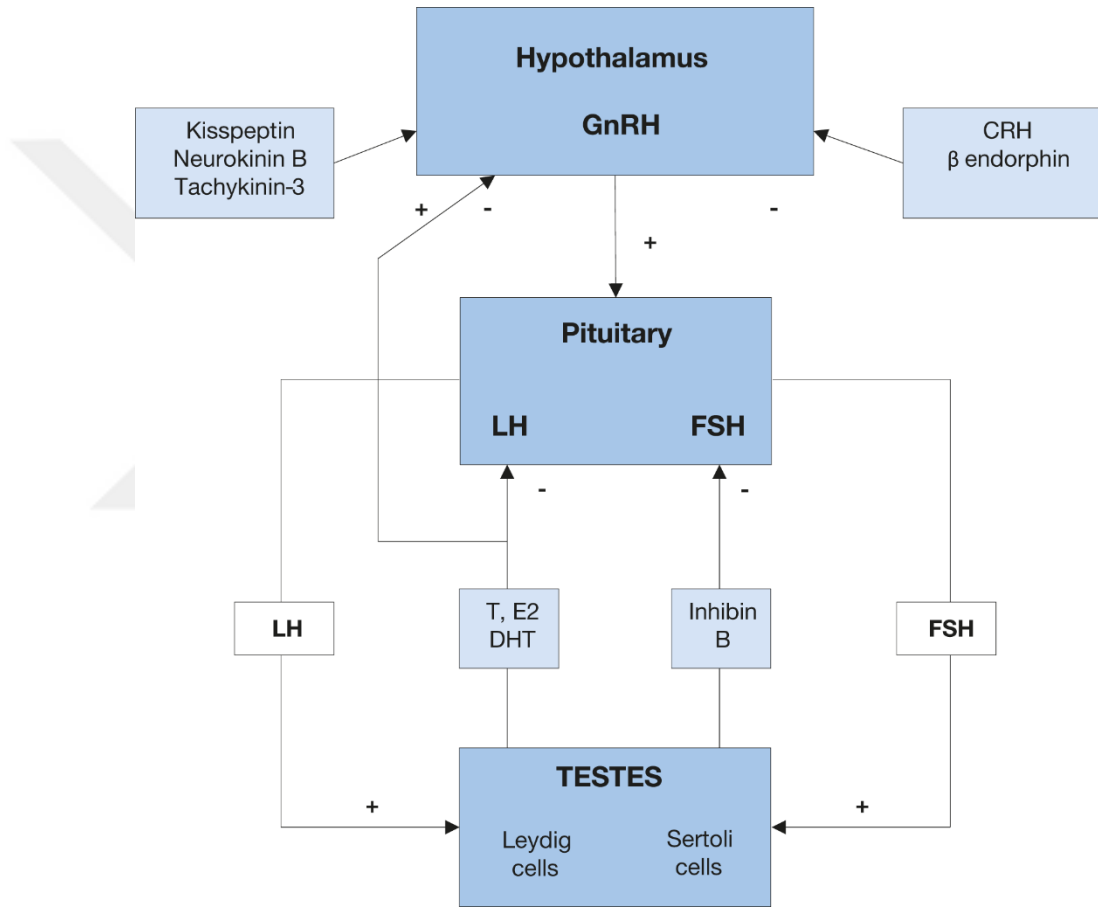 Hypothalamus
GnRH
Kisspeptin
Neurokinin B
Tachykinin-3
CRH
β endorphin
+
-
-
+
Pituitary
LH
FSH
-
-
LH
T, E2
DHT
Inhibin
B
FSH
TESTES
+
+
Leydig
cells
Sertoli
cells